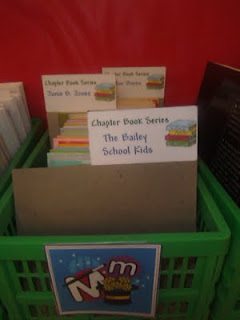 Chapter Book Series
Junie B. Jones
Chapter Book Series
Chapter Book Series
The Bailey
School Kids
Mm